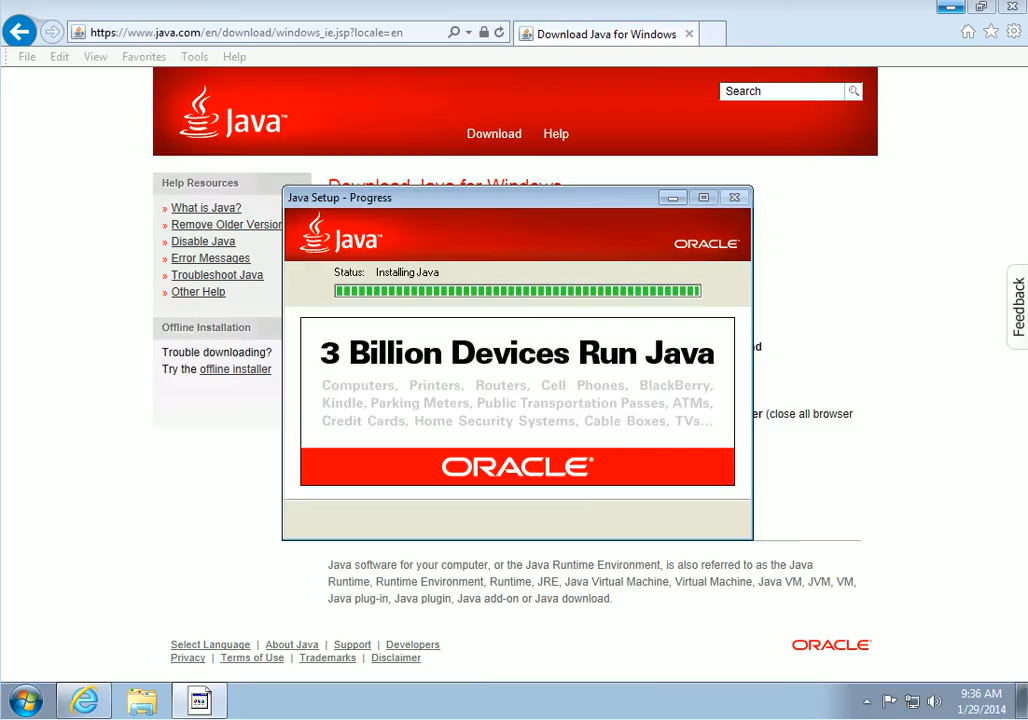 https://www.java.com/en/download/windows_ie.jsp?locale=en
Download Java for Windows
File Edit View Favorites Tools Help
Java™
Search
Download Help
Help Resources
» What is Java?
» Remove Older Version
» Disable Java
» Error Messages
» Troubleshoot Java
» Other Help
Offline Installation
Trouble downloading?
Try the offline installer
Download Java for Windows
Java Setup - Progress
Java™
ORACLE
Status: Installing Java
3 Billion Devices Run Java
Computers, Printers, Routers, Cell Phones, BlackBerry,
Kindle, Parking Meters, Public Transportation Passes, ATMs,
Credit Cards, Home Security Systems, Cable Boxes, TVs...
ORACLE®
(close all browser
Feedback
Java software for your computer, or the Java Runtime Environment, is also referred to as the Java
Runtime, Runtime Environment, Runtime, JRE, Java Virtual Machine, Virtual Machine, Java VM, JVM, VM,
Java plug-in, Java plugin, Java add-on or Java download.
Select Language | About Java | Support | Developers
Privacy | Terms of Use | Trademarks | Disclaimer
ORACLE
9:36 AM
1/29/2014